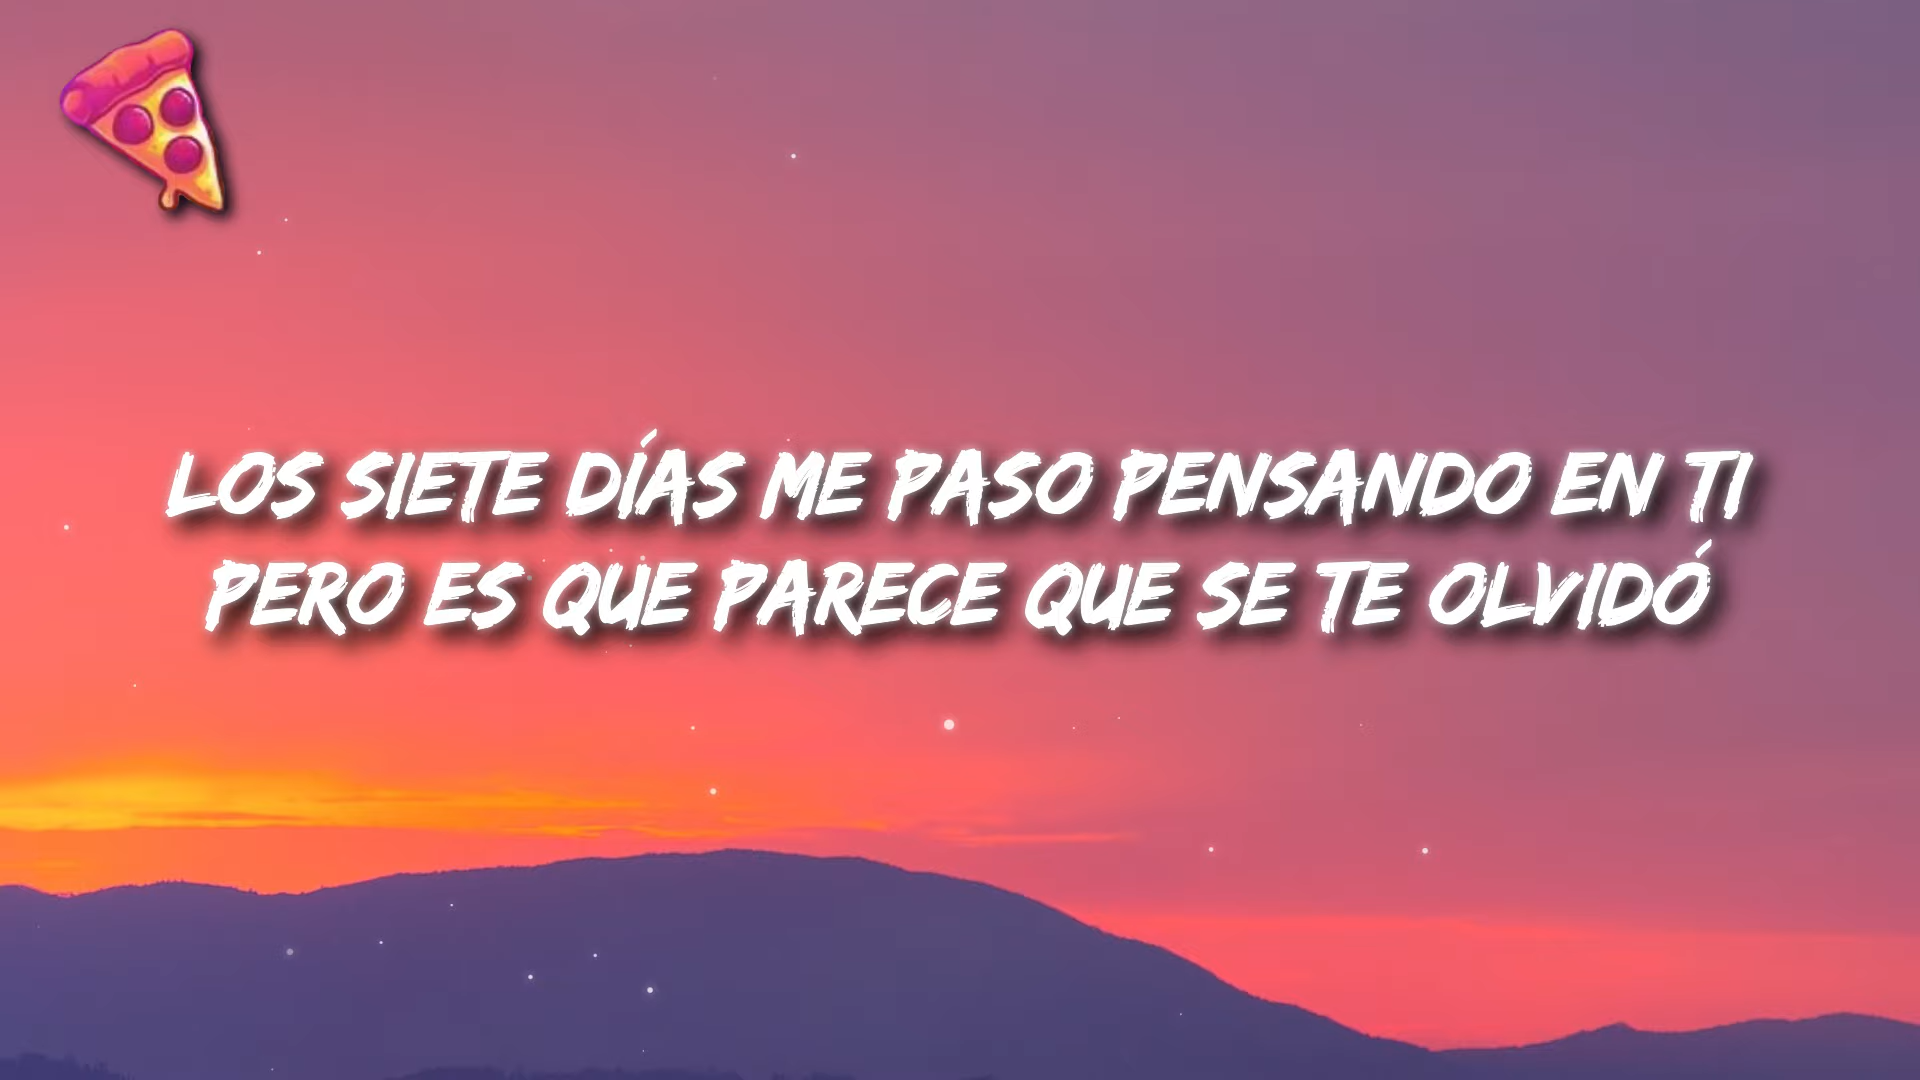 LOS SIETE DÍAS ME PASO PENSANDO EN TI
PERO ES QUE PARECE QUE SE TE OLVIDÓ